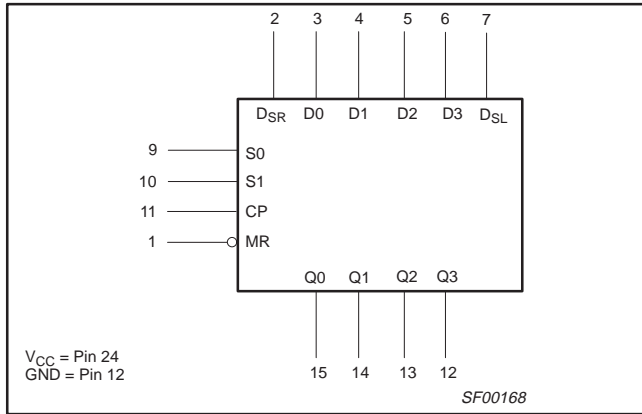 2 3 4 5 6 7
DSR D0 D1 D2 D3 DSL
9 S0
10 S1
11 CP
1 MR
Q0 Q1 Q2 Q3
VCC = Pin 24
GND = Pin 12
15 14 13 12
SF00168